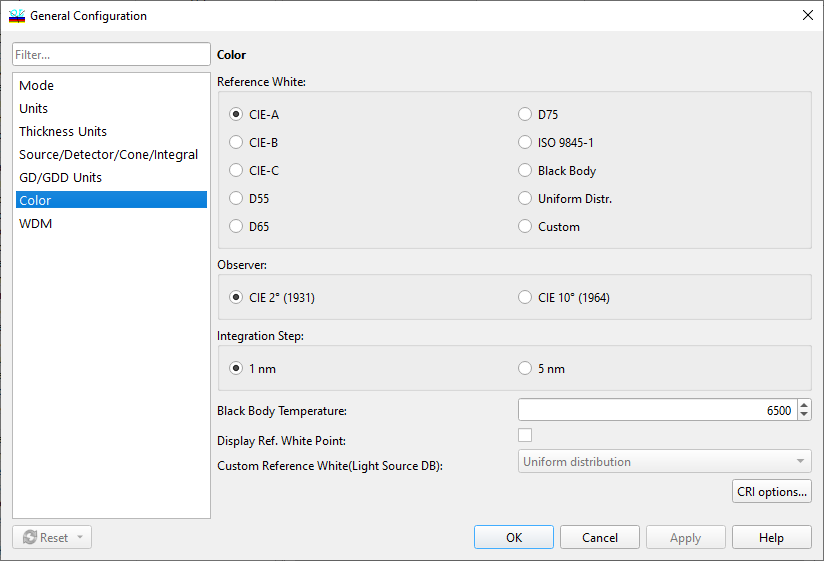 General Configuration
Filter...
Mode
Units
Thickness Units
Source/Detector/Cone/Integral
GD/GDD Units
Color
WDM
Color
Reference White:
CIE-A
D75
CIE-B
ISO 9845-1
CIE-C
Black Body
D55
Uniform Distr.
D65
Custom
Observer:
CIE 2° (1931)
CIE 10° (1964)
Integration Step:
1 nm
5 nm
Black Body Temperature:
6500
Display Ref. White Point:
Custom Reference White(Light Source DB):
Uniform distribution
CRI options...
Reset
OK
Cancel
Apply
Help